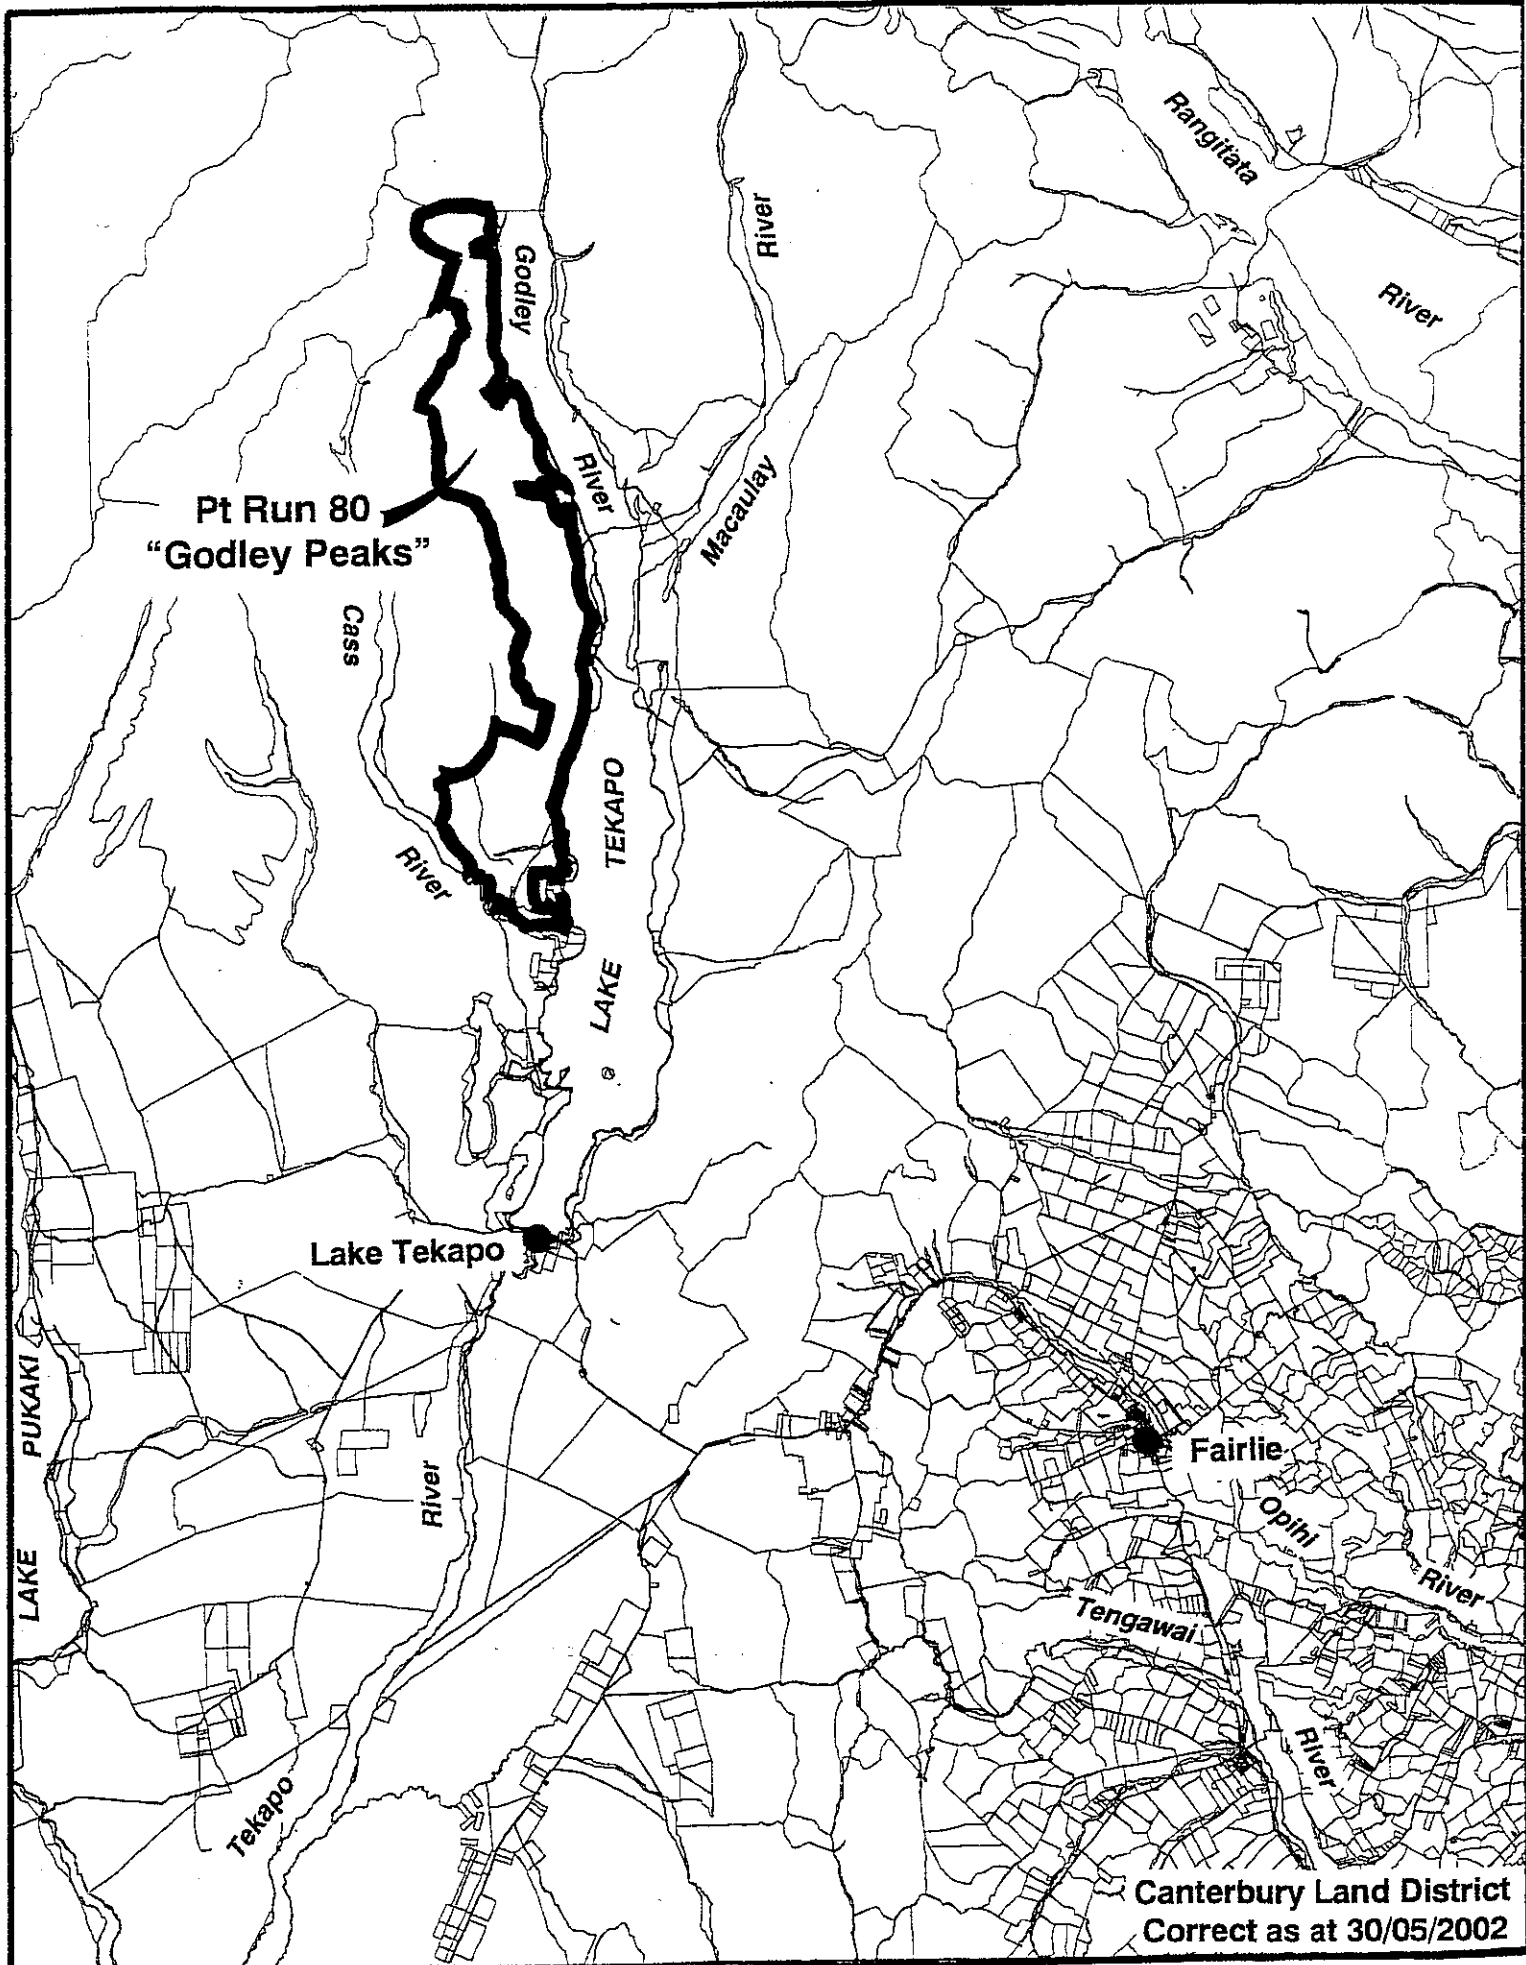 Rangitata
River
River
Godley
River
Macaulay
Pt Run 80
“Godley Peaks”
Cass
River
LAKE TEKAPO
Lake Tekapo
LAKE PUKAKI
River
Tekapo
Fairlie
Opihi
River
Tengawai
River
Canterbury Land District
Correct as at 30/05/2002